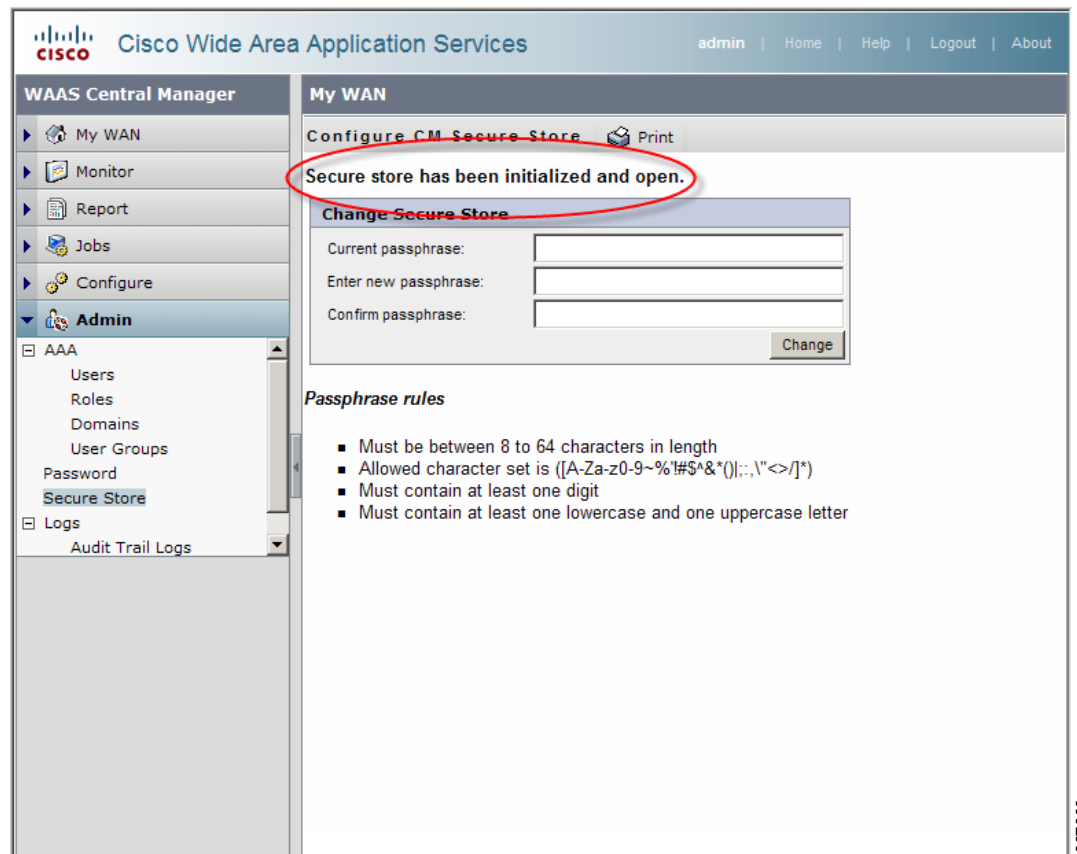 CISCO
Cisco Wide Area Application Services
admin | Home | Help | Logout | About
WAAS Central Manager
My WAN
Monitor
Report
Jobs
Configure
Admin
AAA
Users
Roles
Domains
User Groups
Password
Secure Store
Logs
Audit Trail Logs
My WAN
Configure CM Secure Store Print
Secure store has been initialized and open.
Change Secure Store
Current passphrase:
Enter new passphrase:
Confirm passphrase:
Change
Passphrase rules
Must be between 8 to 64 characters in length
Allowed character set is ([A-Za-z0-9~%'!#$^&*()|;:,\"<>/]*)
Must contain at least one digit
Must contain at least one lowercase and one uppercase letter